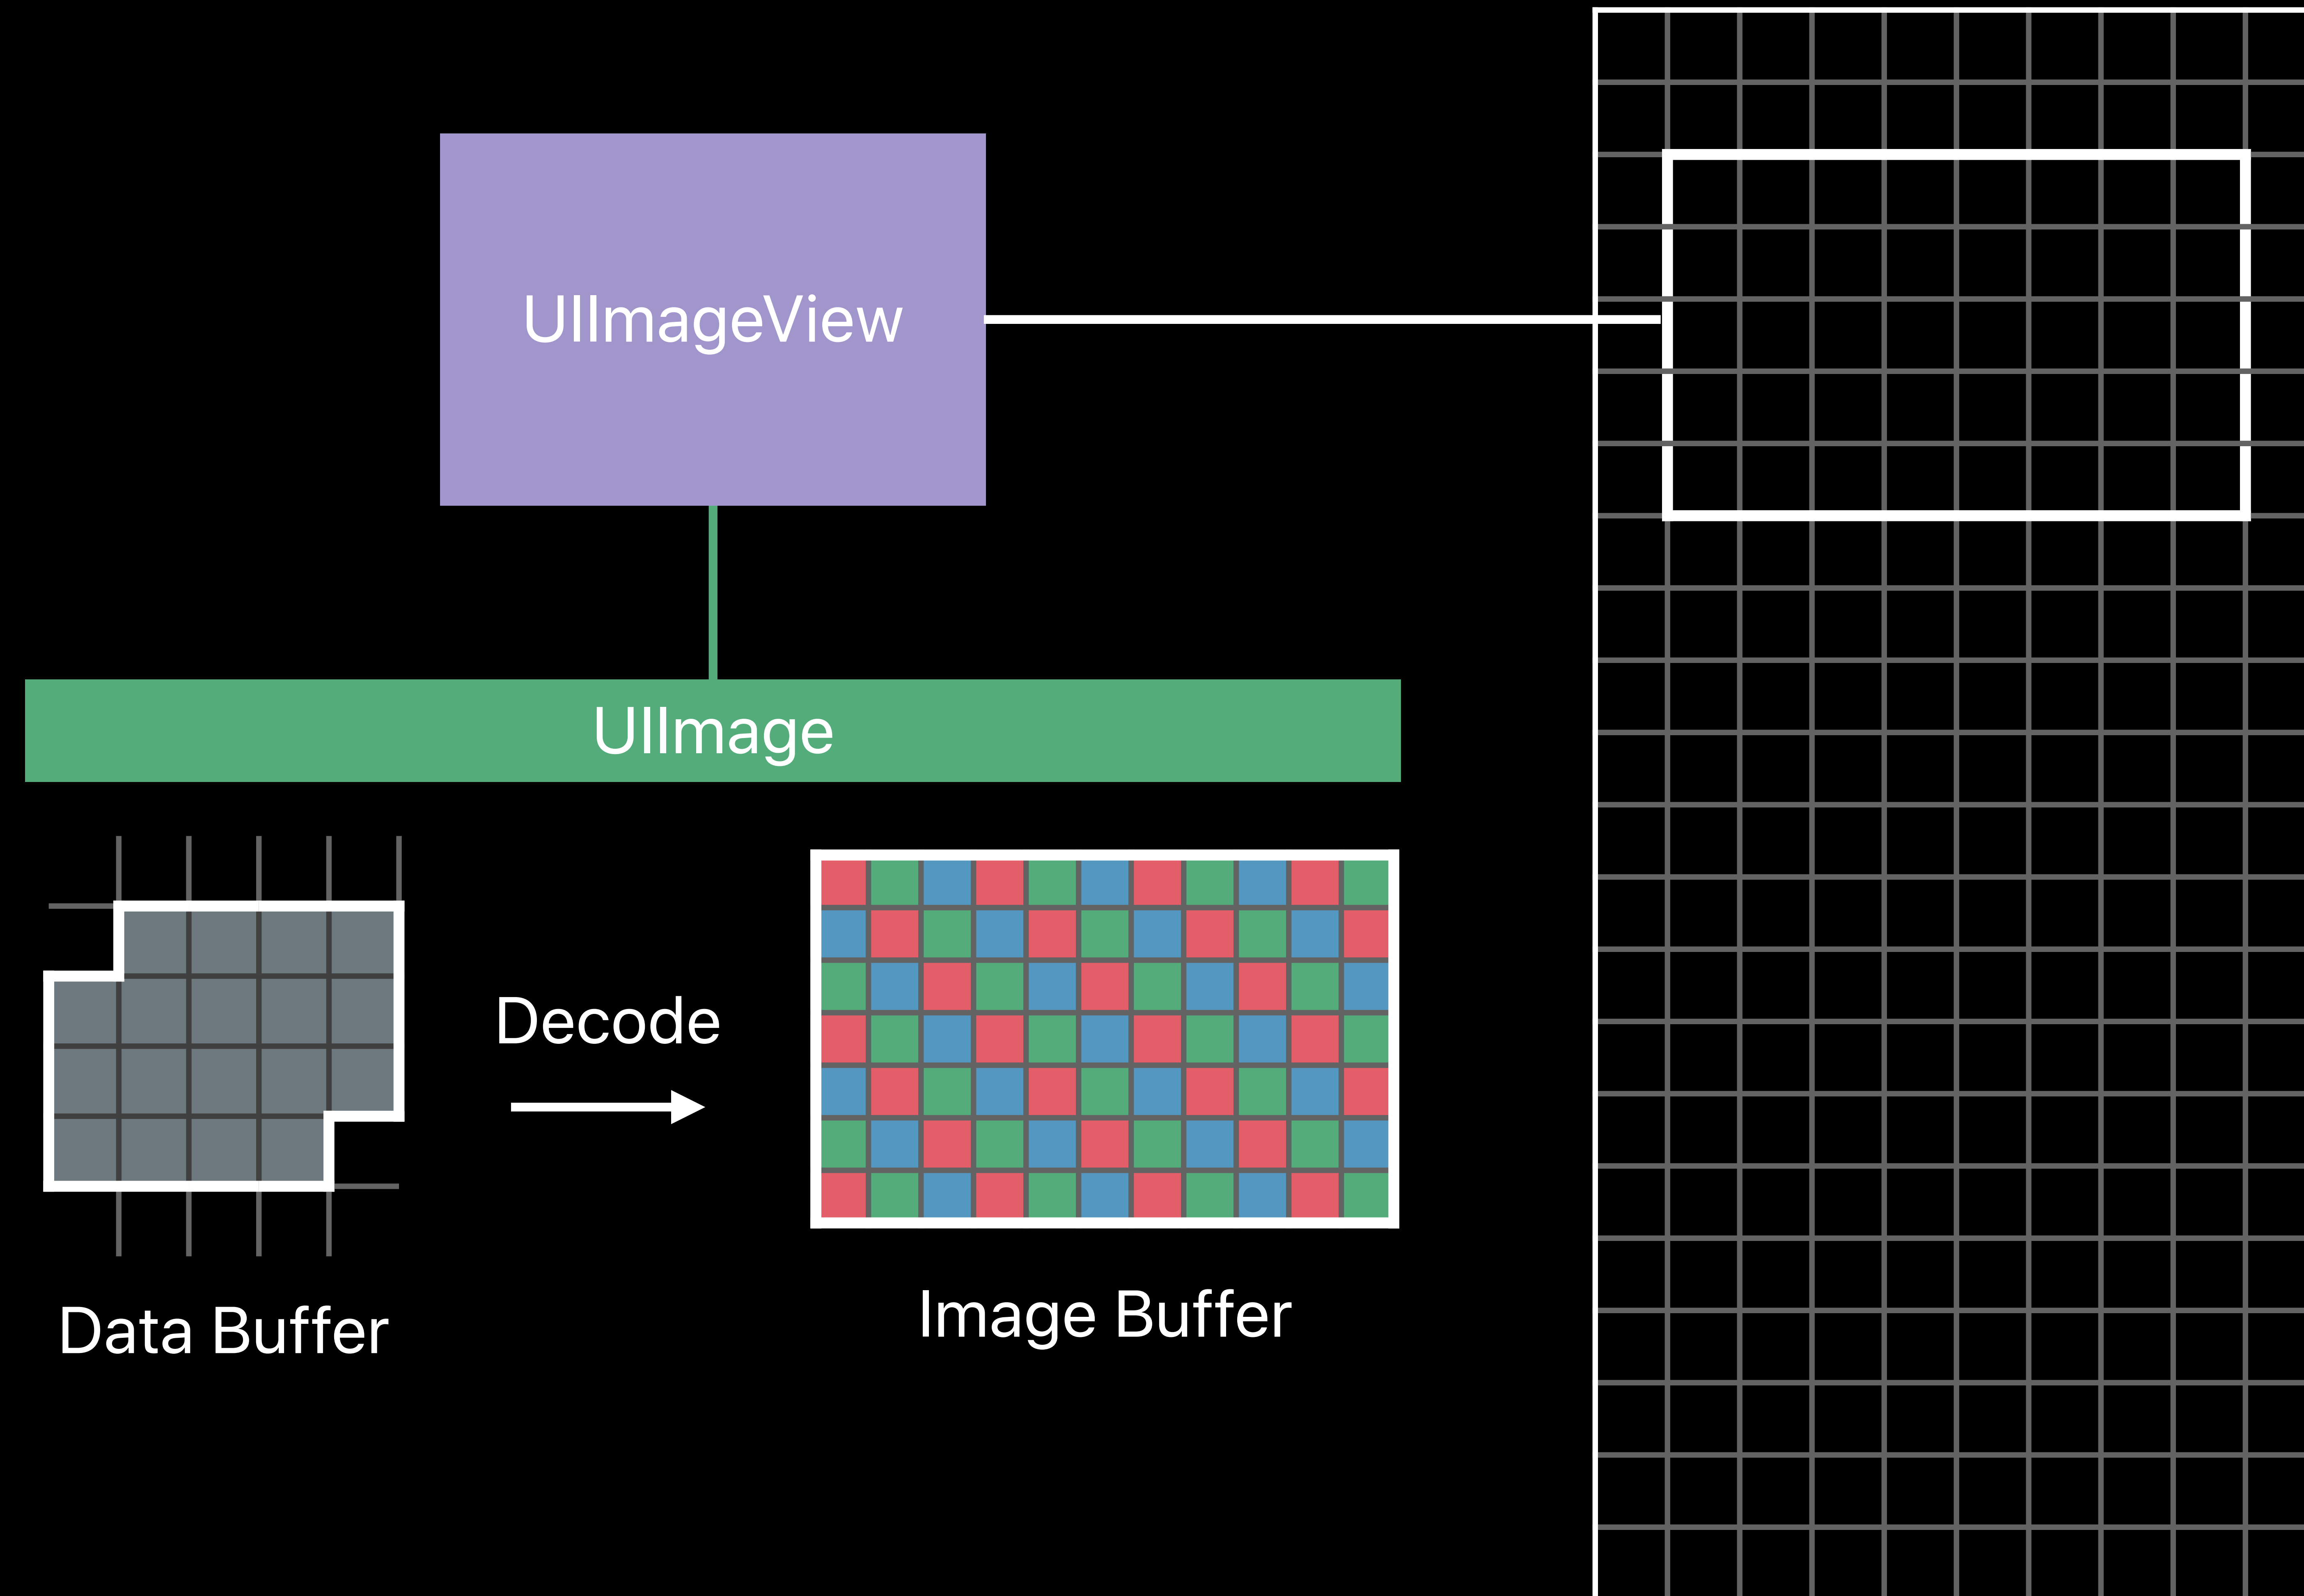 UIImageView
UIImage
Decode
Data Buffer
Image Buffer